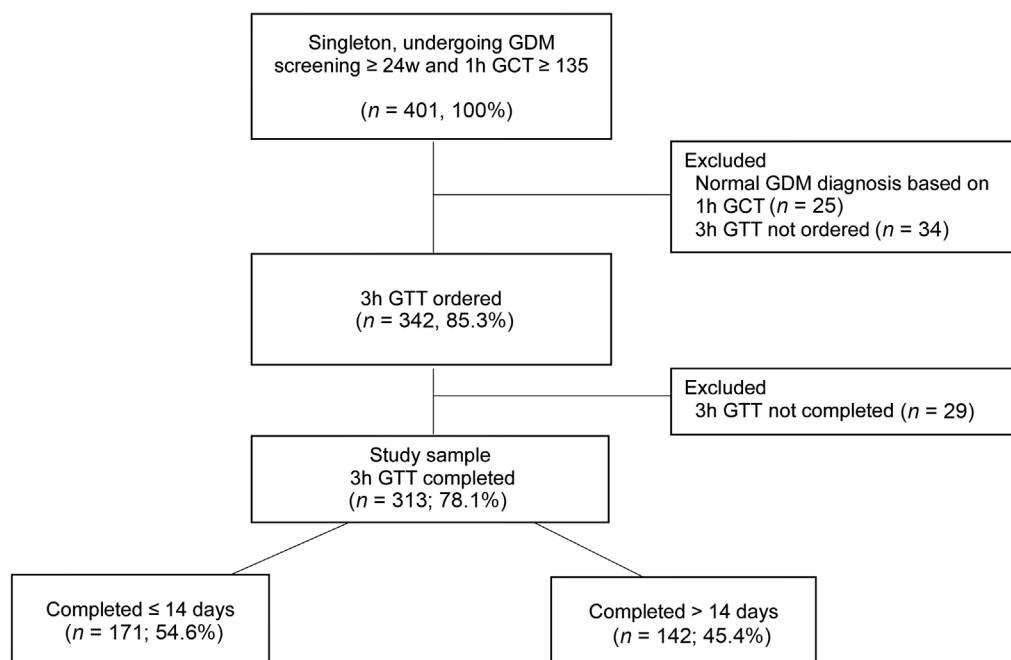 Singleton, undergoing GDM
screening ≥ 24w and 1h GCT ≥ 135
(n = 401, 100%)
Excluded
Normal GDM diagnosis based on
1h GCT (n = 25)
3h GTT not ordered (n = 34)
3h GTT ordered
(n = 342, 85.3%)
Excluded
3h GTT not completed (n = 29)
Study sample
3h GTT completed
(n = 313; 78.1%)
Completed ≤ 14 days
(n = 171; 54.6%)
Completed > 14 days
(n = 142; 45.4%)